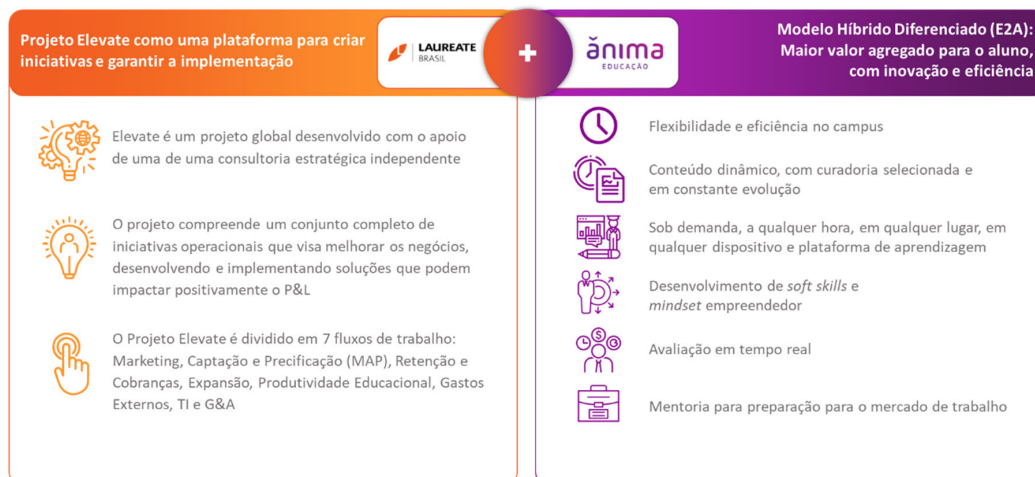 Projeto Elevate como uma plataforma para criar
iniciativas e garantir a implementação
LAUREATE
BRASIL
+
ănima
EDUCAÇÃO
Modelo Híbrido Diferenciado (E2A):
Maior valor agregado para o aluno,
com inovação e eficiência
Elevate é um projeto global desenvolvido com o apoio
de uma de uma consultoria estratégica independente
O projeto compreende um conjunto completo de
iniciativas operacionais que visa melhorar os negócios,
desenvolvendo e implementando soluções que podem
impactar positivamente o P&L
O Projeto Elevate é dividido em 7 fluxos de trabalho:
Marketing, Captação e Precificação (MAP), Retenção e
Cobranças, Expansão, Produtividade Educacional, Gastos
Externos, TI e G&A
Flexibilidade e eficiência no campus
Conteúdo dinâmico, com curadoria selecionada e
em constante evolução
Sob demanda, a qualquer hora, em qualquer lugar, em
qualquer dispositivo e plataforma de aprendizagem
Desenvolvimento de soft skills e
mindset empreendedor
Avaliação em tempo real
Mentoria para preparação para o mercado de trabalho